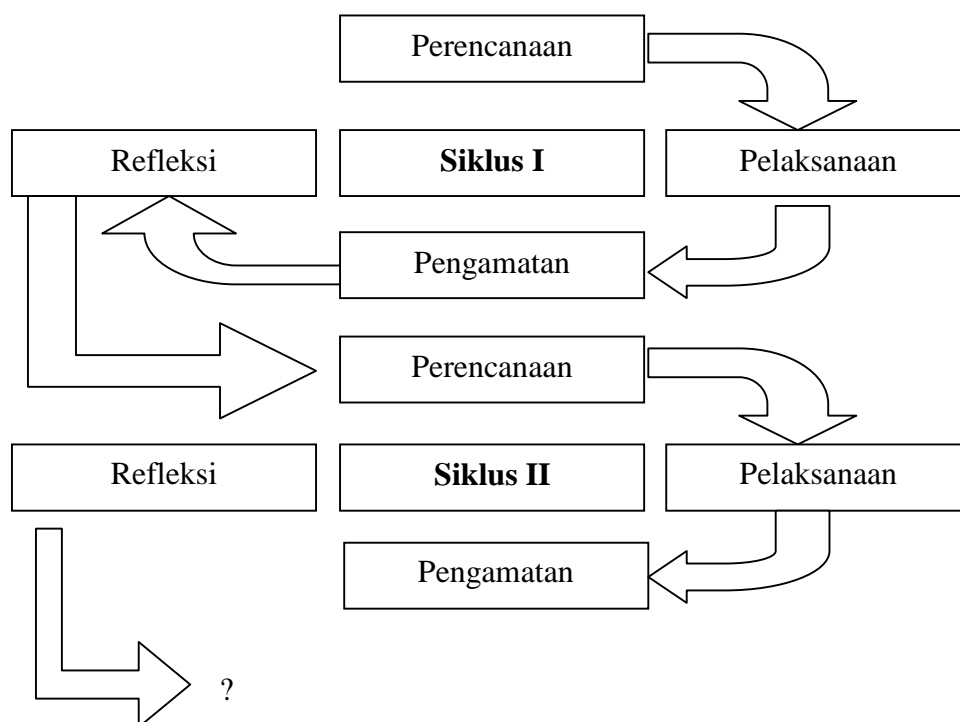 Perencanaan
Refleksi
Siklus I
Pelaksanaan
Pengamatan
Perencanaan
Refleksi
Siklus II
Pelaksanaan
Pengamatan
?